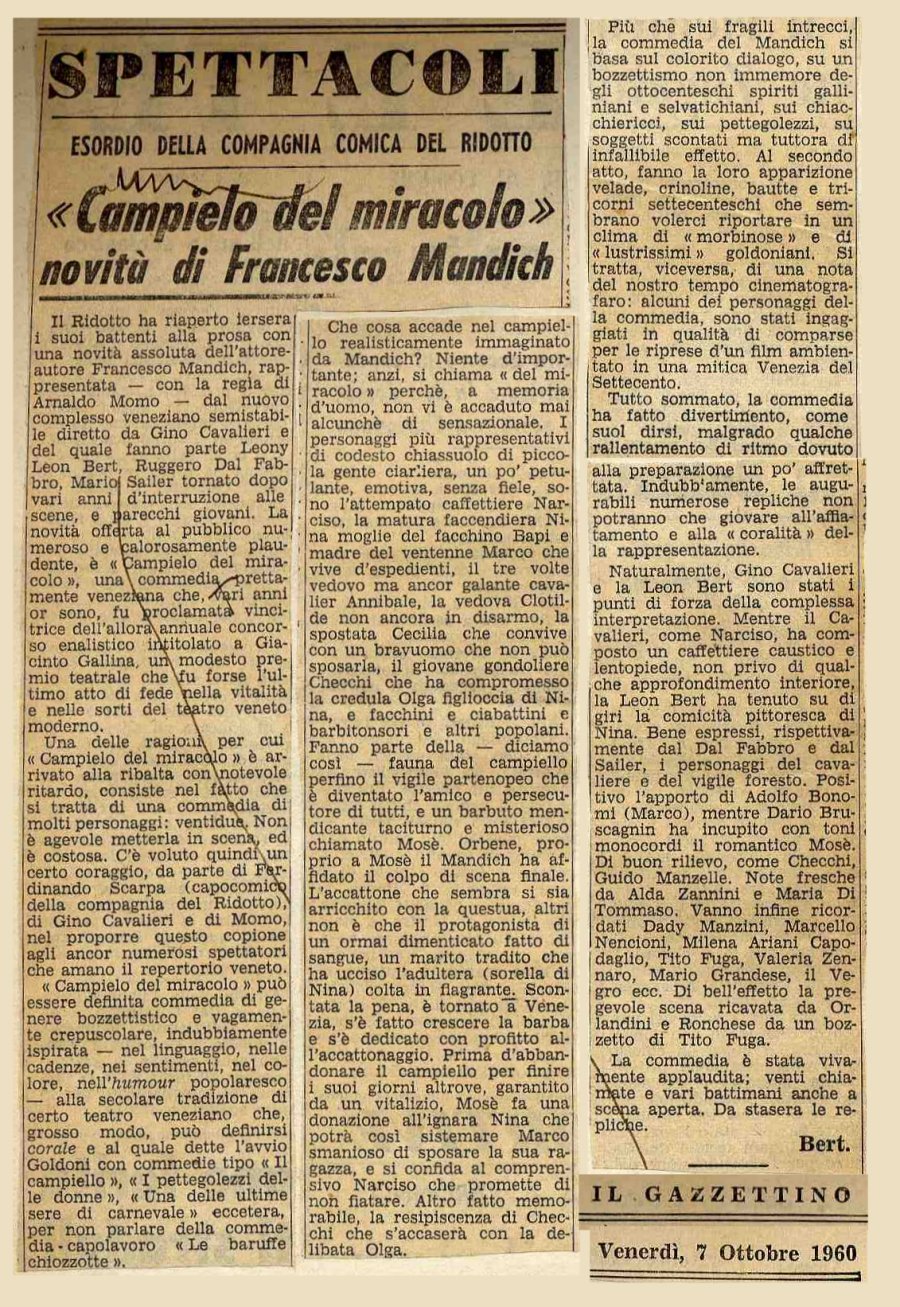 SPETTACOLI
ESORDIO DELLA COMPAGNIA COMICA DEL RIDOTTO
« Campielo del miracolo »
novità di Francesco Mandich
Il Ridotto ha riaperto iersera
i suoi battenti alla prosa con
una novità assoluta dell'attore-
autore Francesco Mandich, rap-
presentata — con la regìa di
Arnaldo Momo — dal nuovo
complesso veneziano semistabi-
le diretto da Gino Cavalieri e
del quale fanno parte Leony
Leon Bert, Ruggero Dal Fab-
bro, Mario Sailer tornato dopo
vari anni d'interruzione alle
scene, e parecchi giovani. La
novità offerta al pubblico nu-
meroso e calorosamente plau-
dente, è «Campielo del mira-
colo», una commedia pretta-
mente veneziana che, vari anni
or sono, fu proclamata vinci-
trice dell'allora annuale concor-
so enalistico intitolato a Gia-
cinto Gallina, un modesto pre-
mio teatrale che fu forse l'ul-
timo atto di fede nella vitalità
e nelle sorti del teatro veneto
moderno.
Una delle ragioni per cui
« Campielo del miracolo » è ar-
rivato alla ribalta con notevole
ritardo, consiste nel fatto che
si tratta di una commedia di
molti personaggi: ventidue. Non
è agevole metterla in scena, ed
è costosa. C'è voluto quindi un
certo coraggio, da parte di Fer-
dinando Scarpa (capocomico
della compagnia del Ridotto),
di Gino Cavalieri e di Momo,
nel proporre questo copione
agli ancor numerosi spettatori
che amano il repertorio veneto.
« Campielo del miracolo » può
essere definita commedia di ge-
nere bozzettistico e vagamen-
te crepuscolare, indubbiamente
ispirata — nel linguaggio, nelle
cadenze, nei sentimenti, nel co-
lore, nell'humour popolaresco
— alla secolare tradizione di
certo teatro veneziano che,
grosso modo, può definirsi
corale e al quale dette l'avvio
Goldoni con commedie tipo « Il
campiello », « I pettegolezzi del-
le donne », « Una delle ultime
sere di carnevale » eccetera,
per non parlare della comme-
dia-capolavoro « Le baruffe
chiozzotte ».
Che cosa accade nel campiel-
lo realisticamente immaginato
da Mandich? Niente d'impor-
tante; anzi, si chiama « del mi-
racolo » perchè, a memoria
d'uomo, non vi è accaduto mai
alcunchè di sensazionale. I
personaggi più rappresentativi
di codesto chiassuolo di picco-
la gente ciarliera, un po' petu-
lante, emotiva, senza fiele, so-
no l'attempato caffettiere Nar-
ciso, la matura faccendiera Ni-
na moglie del facchino Bapi e
madre del ventenne Marco che
vive d'espedienti, il tre volte
vedovo ma ancor galante cava-
lier Annibale, la vedova Clotil-
de non ancora in disarmo, la
spostata Cecilia che convive
con un bravuomo che non può
sposarla, il giovane gondoliere
Checchi che ha compromesso
la credula Olga figlioccia di Ni-
na, e facchini e ciabattini e
barbitonsori e altri popolani.
Fanno parte della — diciamo
così — fauna del campiello
perfino il vigile partenopeo che
è diventato l'amico e persecu-
tore di tutti, e un barbuto men-
dicante taciturno e misterioso
chiamato Mosè. Orbene, pro-
prio a Mosè il Mandich ha af-
fidato il colpo di scena finale.
L'accattone che sembra si sia
arricchito con la questua, altri
non è che il protagonista di
un ormai dimenticato fatto di
sangue, un marito tradito che
ha ucciso l'adultera (sorella di
Nina) colta in flagrante. Scon-
tata la pena, è tornato a Vene-
zia, s'è fatto crescere la barba
e s'è dedicato con profitto al-
l'accattonaggio. Prima d'abban-
donare il campiello per finire
i suoi giorni altrove, garantito
da un vitalizio, Mosè fa una
donazione all'ignara Nina che
potrà così sistemare Marco
smanioso di sposare la sua ra-
gazza, e si confida al compren-
sivo Narciso che promette di
non fiatare. Altro fatto memo-
rabile, la resipiscenza di Chec-
chi che s'accaserà con la de-
libata Olga.
Più che sui fragili intrecci,
la commedia del Mandich si
basa sul colorito dialogo, su un
bozzettismo non immemore de-
gli ottocenteschi spiriti galli-
niani e selvatichiani, sui chiac-
chiericci, sui pettegolezzi, su
soggetti scontati ma tuttora di
infallibile effetto. Al secondo
atto, fanno la loro apparizione
velade, crinoline, bautte e tri-
corni settecenteschi che sem-
brano volerci riportare in un
clima di « morbinose » e di
« lustrissimi » goldoniani. Si
tratta, viceversa, di una nota
del nostro tempo cinematogra-
faro: alcuni dei personaggi del-
la commedia, sono stati ingag-
giati in qualità di comparse
per le riprese d'un film ambien-
tato in una mitica Venezia del
Settecento.
Tutto sommato, la commedia
ha fatto divertimento, come
suol dirsi, malgrado qualche
rallentamento di ritmo dovuto
alla preparazione un po' affret-
tata. Indubb'amente, le augu-
rabili numerose repliche non
potranno che giovare all'affia-
tamento e alla « coralità » del-
la rappresentazione.
Naturalmente, Gino Cavalieri
e la Leon Bert sono stati i
punti di forza della complessa
interpretazione. Mentre il Ca-
valieri, come Narciso, ha com-
posto un caffettiere caustico e
lentopiede, non privo di qual-
che approfondimento interiore,
la Leon Bert ha tenuto su di
giri la comicità pittoresca di
Nina. Bene espressi, rispettiva-
mente dal Dal Fabbro e dal
Sailer, i personaggi del cava-
liere e del vigile foresto. Posi-
tivo l'apporto di Adolfo Bono-
mi (Marco), mentre Dario Bru-
scagnin ha incupito con toni
monocordi il romantico Mosè.
Di buon rilievo, come Checchi,
Guido Manzelle. Note fresche
da Alda Zannini e Maria Di
Tommaso. Vanno infine ricor-
dati Dady Manzini, Marcello
Nencioni, Milena Ariani Capo-
daglio, Tito Fuga, Valeria Zen-
naro, Mario Grandese, il Ve-
gro ecc. Di bell'effetto la pre-
gevole scena ricavata da Or-
landini e Ronchese da un boz-
zetto di Tito Fuga.
La commedia è stata viva-
mente applaudita; venti chia-
mate e vari battimani anche a
scena aperta. Da stasera le re-
pliche.
Bert.
IL GAZZETTINO
Venerdì, 7 Ottobre 1960